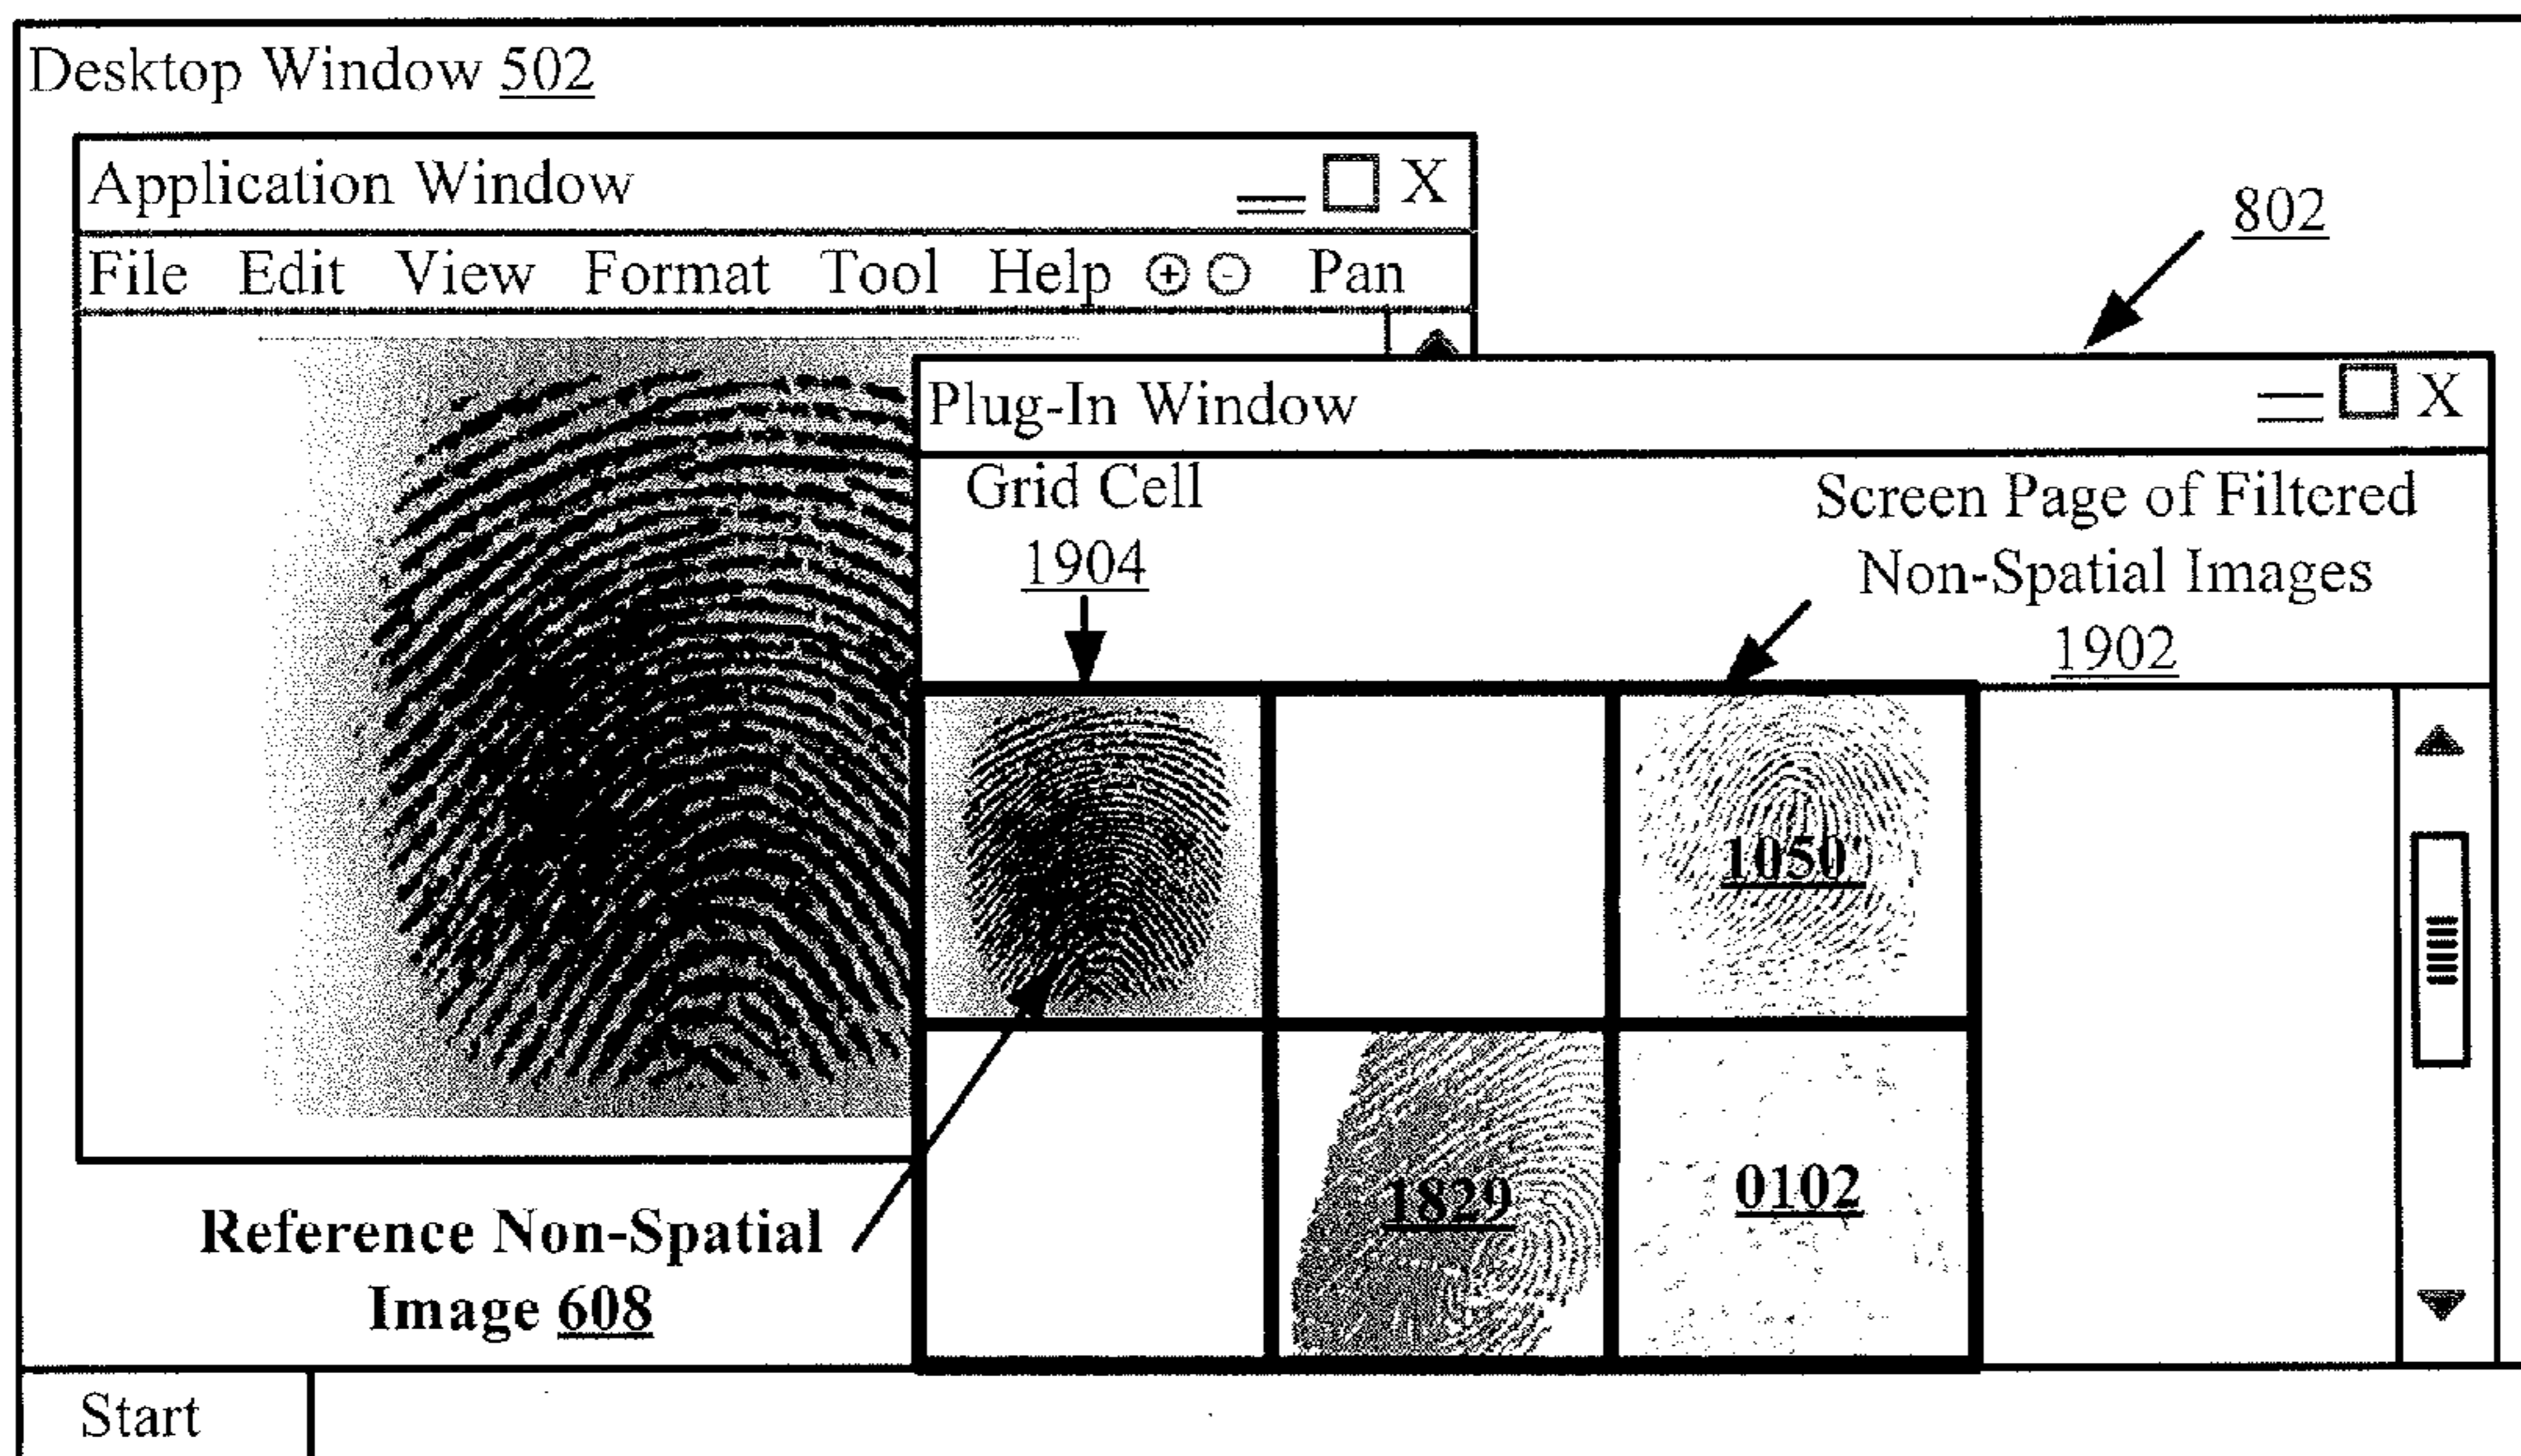 Desktop Window 502
Application Window X
File Edit View Format Tool Help + - Pan
802
Plug-In Window X
Grid Cell
1904
Screen Page of Filtered
Non-Spatial Images
1902
1050
1829
0102
Reference Non-Spatial
Image 608
Start